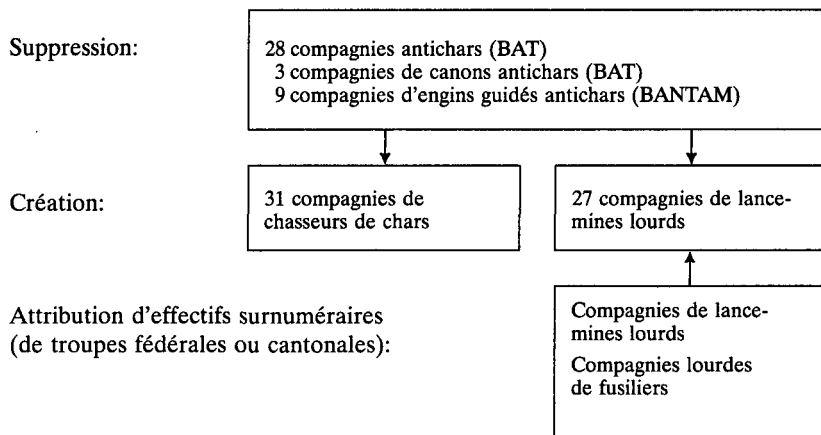 Suppression:
28 compagnies antichars (BAT)
3 compagnies de canons antichars (BAT)
9 compagnies d'engins guidés antichars (BANTAM)
Création:
31 compagnies de
chasseurs de chars
27 compagnies de lance-
mines lourds
Attribution d'effectifs surnuméraires
(de troupes fédérales ou cantonales):
Compagnies de lance-
mines lourds
Compagnies lourdes
de fusiliers